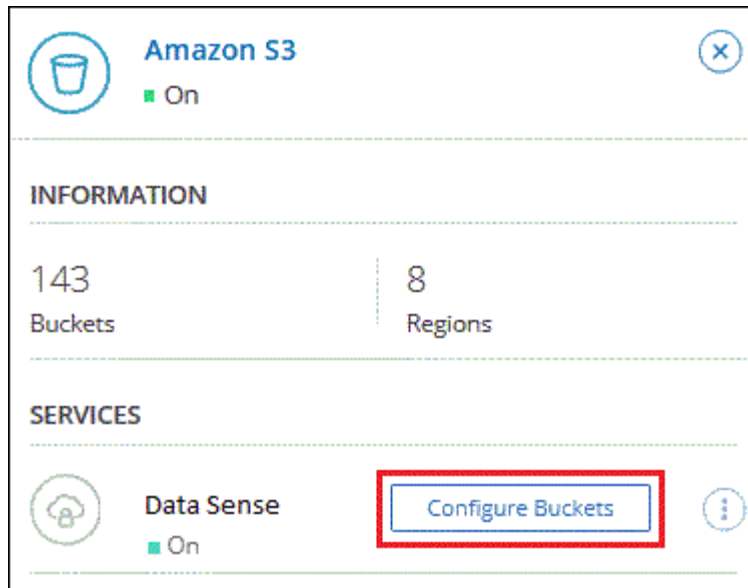 Amazon S3
On
INFORMATION
143
Buckets
8
Regions
SERVICES
Data Sense
Configure Buckets
On